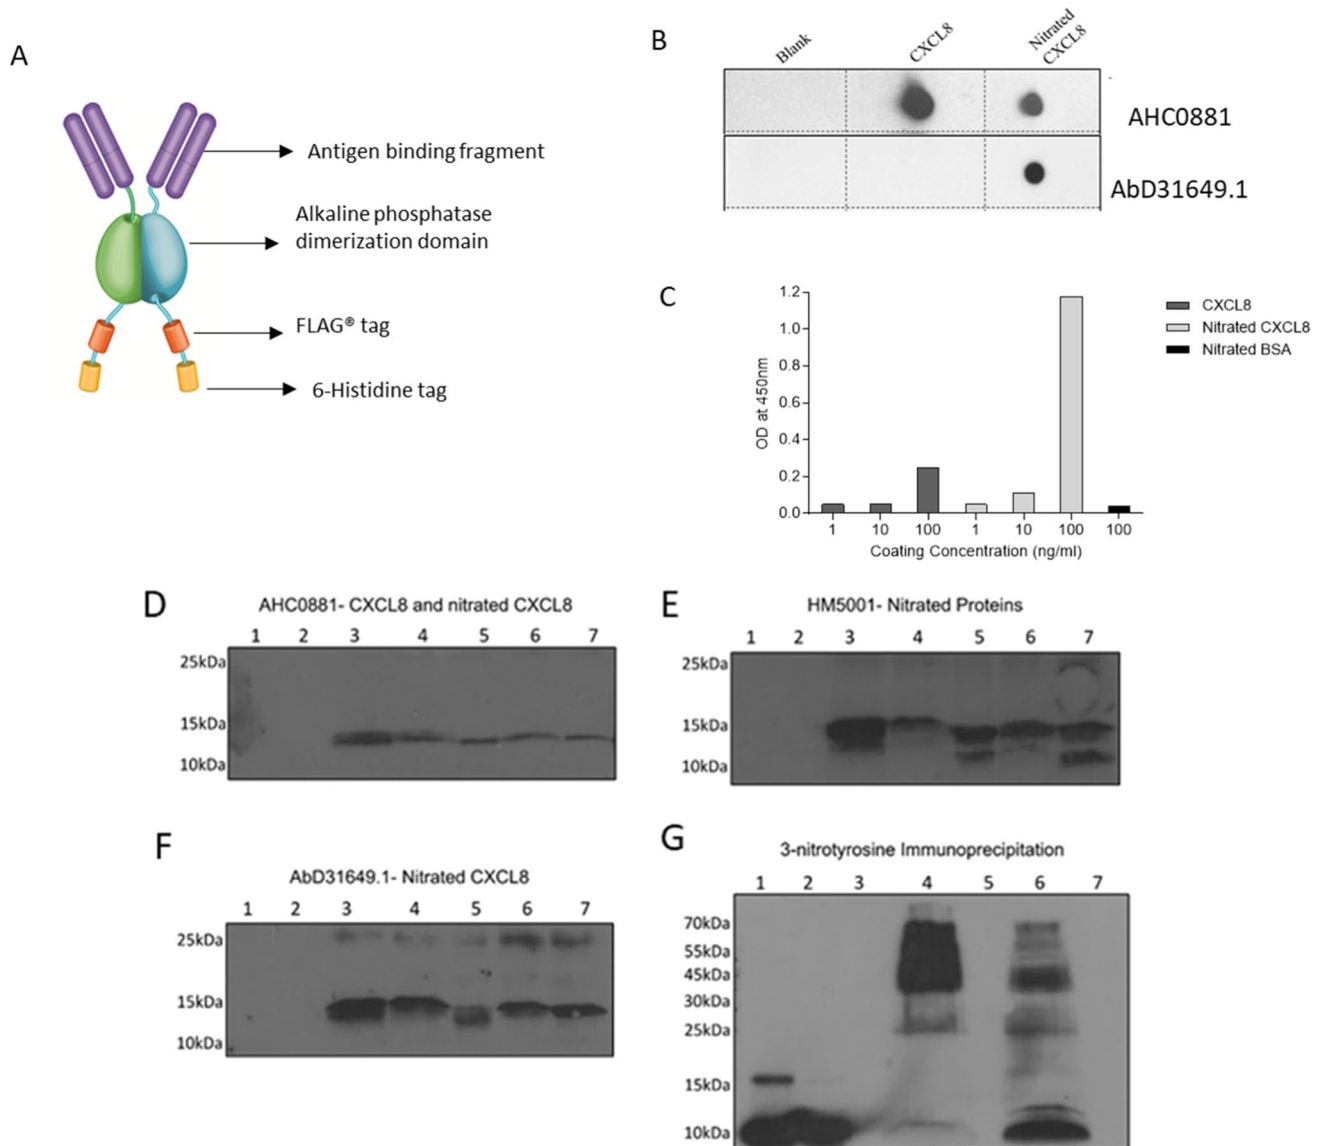 A
Antigen binding fragment
Alkaline phosphatase
dimerization domain
FLAG® tag
6-Histidine tag
B
Blank
CXCL8
Nitrated
CXCL8
AHC0881
AbD31649.1
C
1.2
1.0
0.8
0.6
0.4
0.2
0.0
OD at 450nm
1 10 100 1 10 100 100
Coating Concentration (ng/ml)
CXCL8
Nitrated CXCL8
Nitrated BSA
D
AHC0881- CXCL8 and nitrated CXCL8
1 2 3 4 5 6 7
25kDa
15kDa
10kDa
E
HM5001- Nitrated Proteins
1 2 3 4 5 6 7
25kDa
15kDa
10kDa
F
AbD31649.1- Nitrated CXCL8
1 2 3 4 5 6 7
25kDa
15kDa
10kDa
G
3-nitrotyrosine Immunoprecipitation
1 2 3 4 5 6 7
70kDa
55kDa
45kDa
30kDa
25kDa
15kDa
10kDa